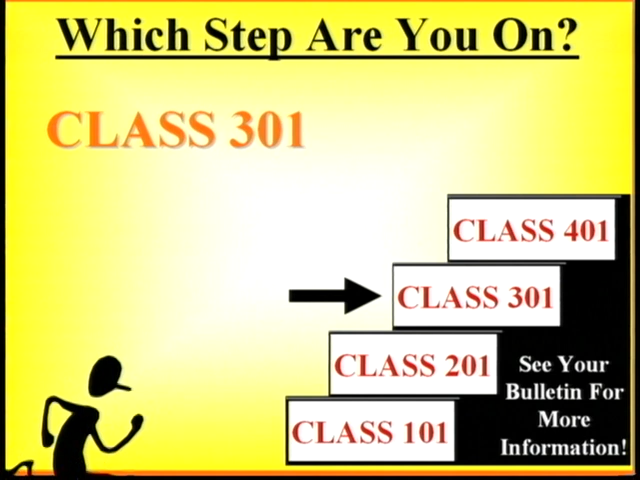 Which Step Are You On?
CLASS 301
CLASS 401
CLASS 301
CLASS 201
CLASS 101
See Your
Bulletin For
More
Information!